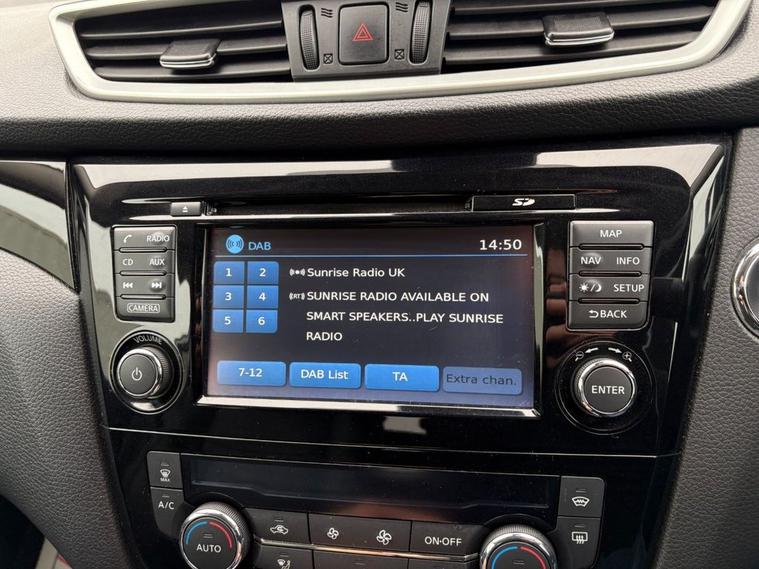 SD
DAB 14:50
1 2 Sunrise Radio UK
3 4 (RT) SUNRISE RADIO AVAILABLE ON
5 6 SMART SPEAKERS..PLAY SUNRISE
RADIO
7-12 DAB List TA Extra chan.
RADIO
CD AUX
CAMERA
VOLUME
MAP
NAV INFO
SETUP
BACK
ENTER
MAX
A/C
AUTO
ON·OFF